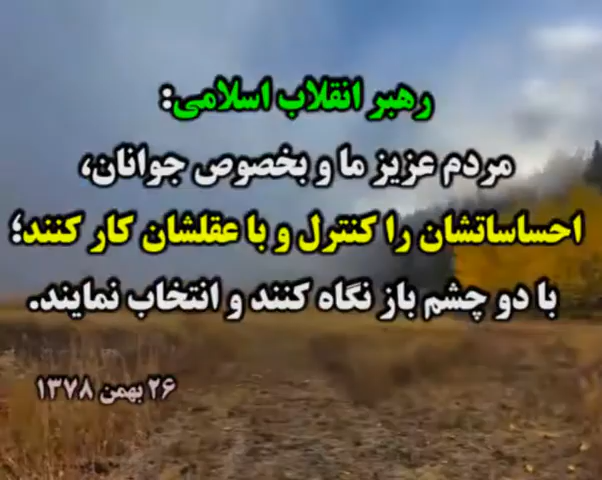 رهبر انقلاب اسلامی:
مردم عزیز ما و بخصوص جوانان،
احساساتشان را کنترل و با عقلشان کار کنند؛
با دو چشم باز نگاه کنند و انتخاب نمایند.
۲۶ بهمن ۱۳۷۸